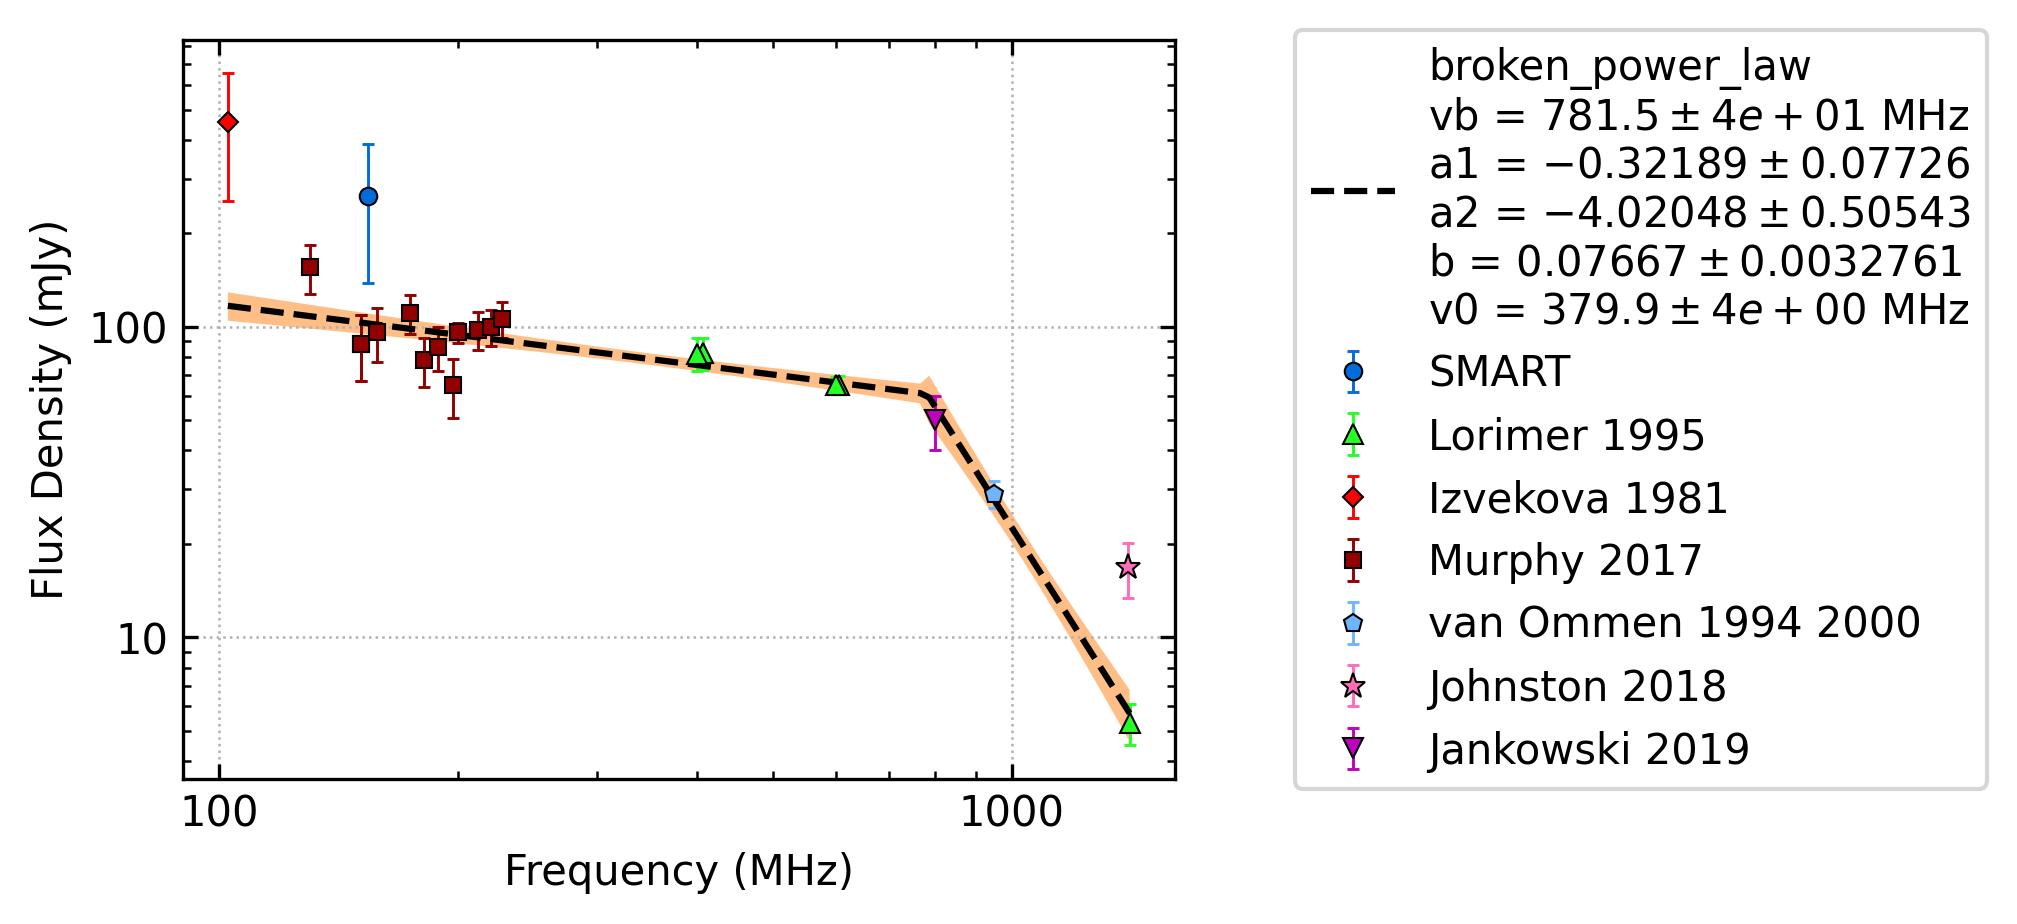 Flux Density (mJy)
100
10
100
1000
Frequency (MHz)
broken_power_law
vb = 781.5 ± 4e + 01 MHz
a1 = −0.32189 ± 0.07726
a2 = −4.02048 ± 0.50543
b = 0.07667 ± 0.0032761
v0 = 379.9 ± 4e + 00 MHz
SMART
Lorimer 1995
Izvekova 1981
Murphy 2017
van Ommen 1994 2000
Johnston 2018
Jankowski 2019